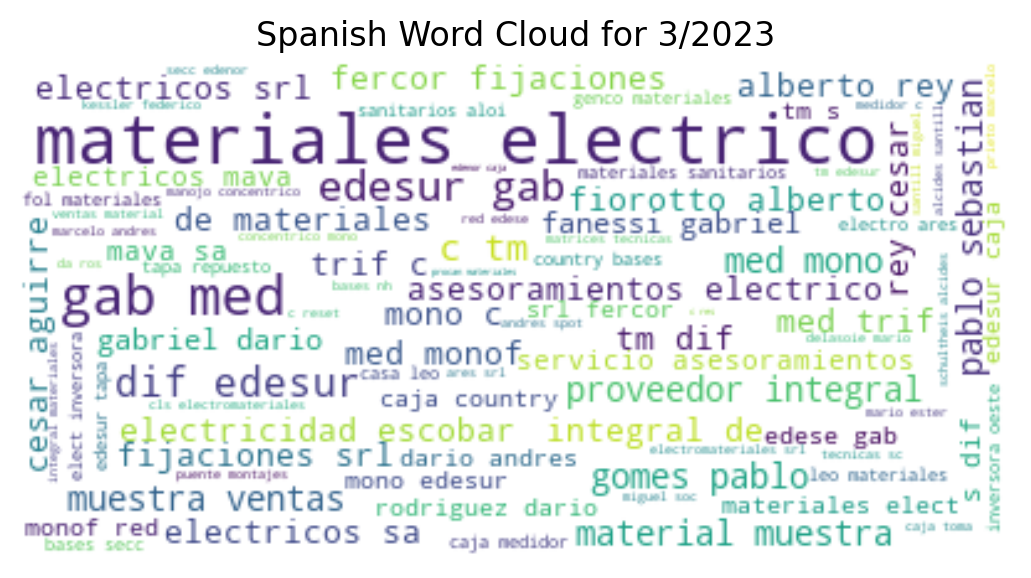 Spanish Word Cloud for 3/2023
secc edenor
electricos srl
fercor fijaciones
alberto rey
kessler federico
sanitarios aloi
genco materiales
tm s
medidor c
pablo sebastian
prieto marcelo
materiales electrico
rey cesar
santill miguel
alcides santill
electricos mava
manojo concentrico
edenor caja
edesur gab
materiales sanitarios
tm edesur
fol materiales
fiorotto alberto
ventas material
de materiales
red edese
fanessi gabriel
electro ares
marcelo andres
concentrico mono
matrices tecnicas
mava sa
c tm
da ros
tapa repuesto
trif c
country bases
med mono
edesur caja
bases nh
gab med
asesoramientos electrico
c reset
mono c
andres spot
srl fercor
c res
med trif
cesar aguirre
gabriel dario
tm dif
delasole mario
schultheis alcides
med monof
servicio asesoramientos
integral materiales
elect inversora
edesur tapa
dif edesur
casa leo
ares srl
proveedor integral
cls electromateriales
caja country
mario ester
electricidad escobar
integral de
edese gab
s dif
inversora oeste
fijaciones srl
dario andres
electromateriales srl
tecnicas sc
puente montajes
mono edesur
gomes pablo
leo materiales
muestra ventas
miguel soc
rodriguez dario
materiales elect
monof red
electricos sa
material muestra
caja toma
bases secc
caja medidor